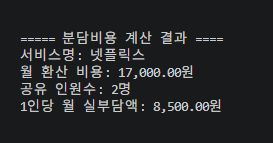 ===== 분담비용 계산 결과 ====
서비스명: 넷플릭스
월 환산 비용: 17,000.00원
공유 인원수: 2명
1인당 월 실부담액: 8,500.00원